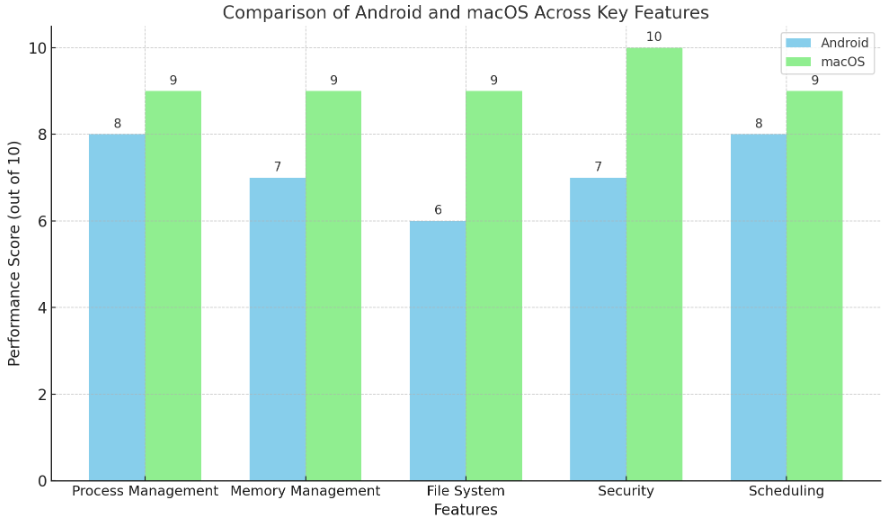 Comparison of Android and macOS Across Key Features
Android
macOS
Performance Score (out of 10)
10
8
6
4
2
0
8
9
7
9
6
9
7
10
8
9
Process Management
Memory Management
File System
Security
Scheduling
Features